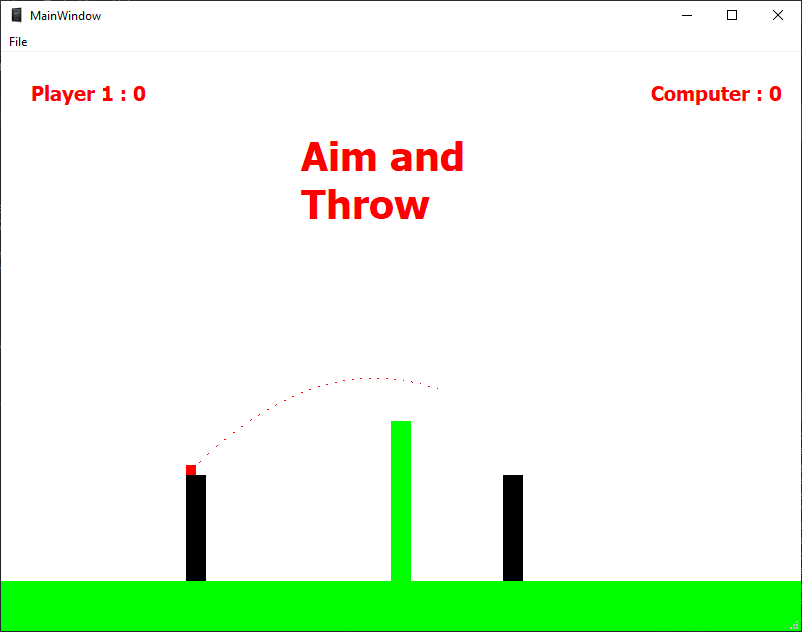 MainWindow
File
Player 1 : 0
Computer : 0
Aim and
Throw